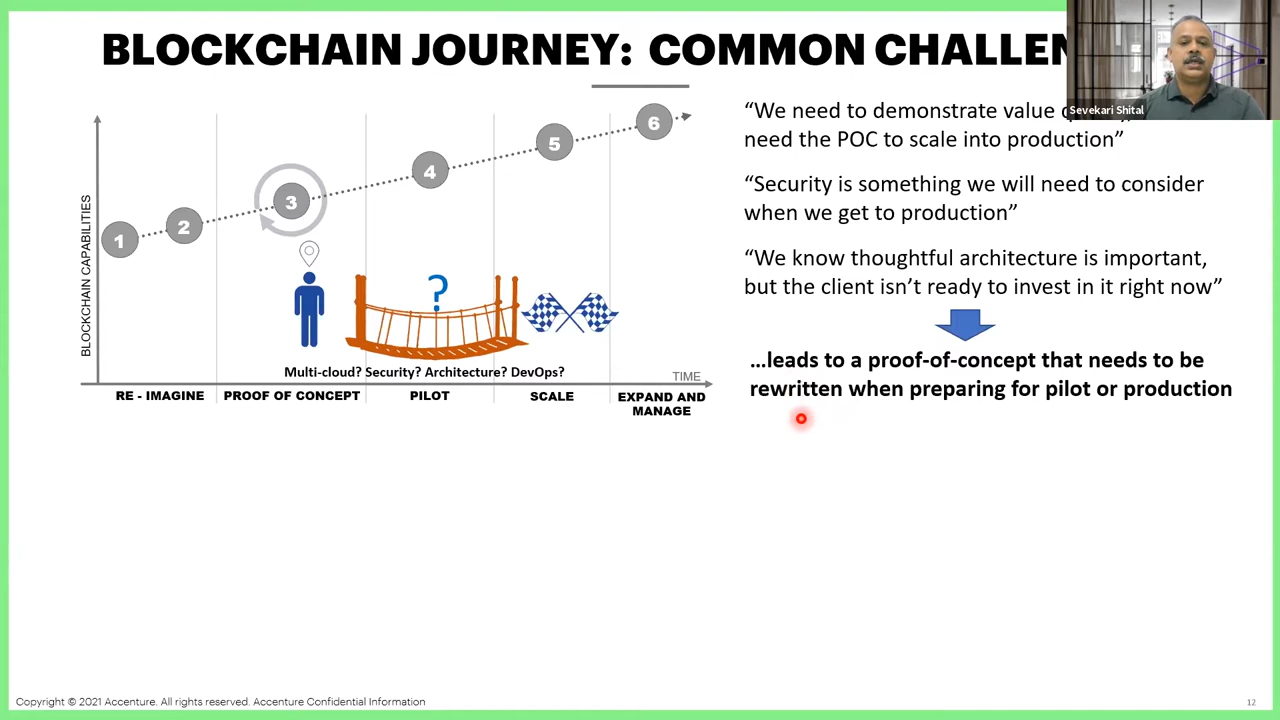 BLOCKCHAIN JOURNEY: COMMON CHALLEN
Sevekari Shital
“We need to demonstrate value
need the POC to scale into production”
“Security is something we will need to consider
when we get to production”
“We know thoughtful architecture is important,
but the client isn’t ready to invest in it right now”
…leads to a proof-of-concept that needs to be
rewritten when preparing for pilot or production
BLOCKCHAIN CAPABILITIES
1
2
3
4
5
6
?
Multi-cloud? Security? Architecture? DevOps?
TIME
RE - IMAGINE
PROOF OF CONCEPT
PILOT
SCALE
EXPAND AND
MANAGE
Copyright © 2021 Accenture. All rights reserved. Accenture Confidential Information
12